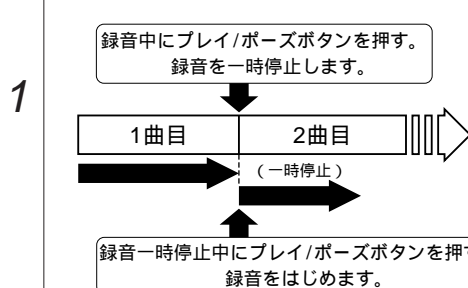 録音中にプレイ/ポーズボタンを押す。
録音を一時停止します。
1
1曲目 2曲目
(一時停止)
録音一時停止中にプレイ/ポーズボタンを押す
録音をはじめます。